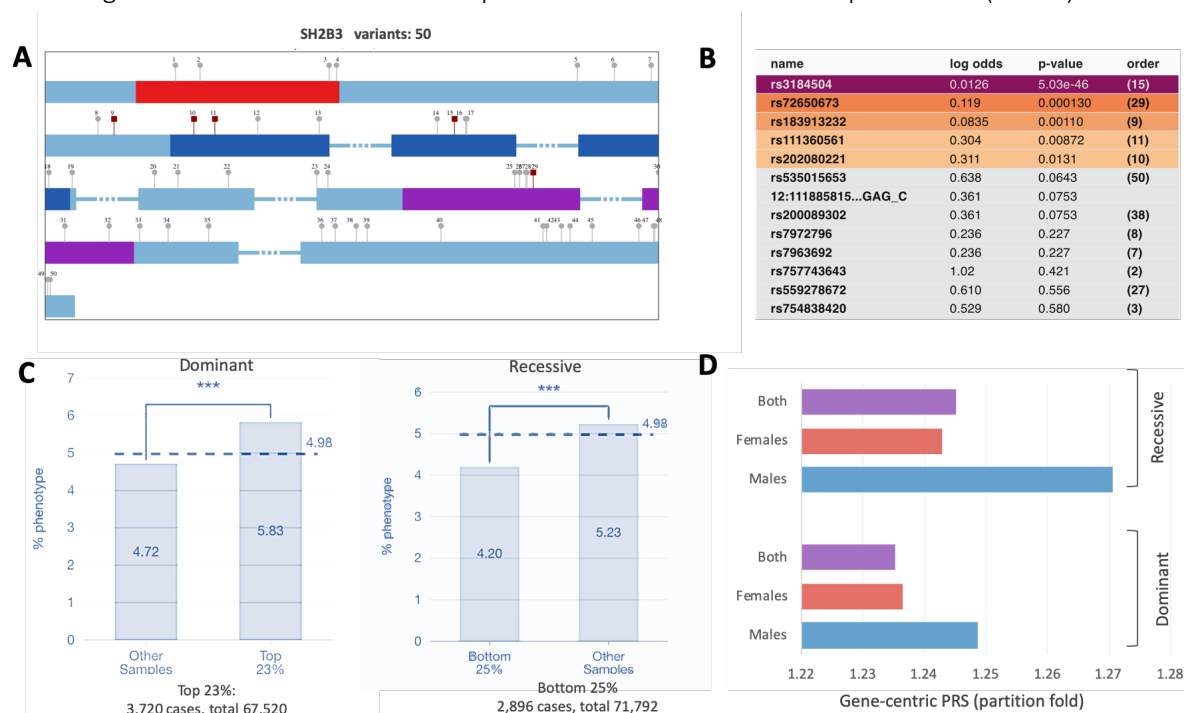 SH2B3 variants: 50
A
1 2 3 4 5 6 7
8 9 10 11 12 13 14 15 16 17
18 19 20 21 22 23 24 25 29 30
31 32 33 34 35 36 37 38 39 40 41 42 43 44 45 46 47 48
49 50
B
name log odds p-value order
rs3184504 0.0126 5.03e-46 (15)
rs72650673 0.119 0.000130 (29)
rs183913232 0.0835 0.00110 (9)
rs111360561 0.304 0.00872 (11)
rs202080221 0.311 0.0131 (10)
rs535015653 0.638 0.0643 (50)
12:111885815...GAG_C 0.361 0.0753
rs200089302 0.361 0.0753 (38)
rs7972796 0.236 0.227 (8)
rs7963692 0.236 0.227 (7)
rs757743643 1.02 0.421 (2)
rs559278672 0.610 0.556 (27)
rs754838420 0.529 0.580 (3)
C
Dominant
% phenotype
7
6
5
4
3
2
1
0
***
4.98
4.72
5.83
Other Samples
Top 23%
Top 23%:
3,720 cases, total 67,520
Recessive
% phenotype
6
5
4
3
2
1
0
***
4.98
4.20
5.23
Bottom 25%
Other Samples
Bottom 25%
2,896 cases, total 71,792
D
Both
Females
Males
Recessive
Both
Females
Males
Dominant
1.22 1.23 1.24 1.25 1.26 1.27 1.28
Gene-centric PRS (partition fold)